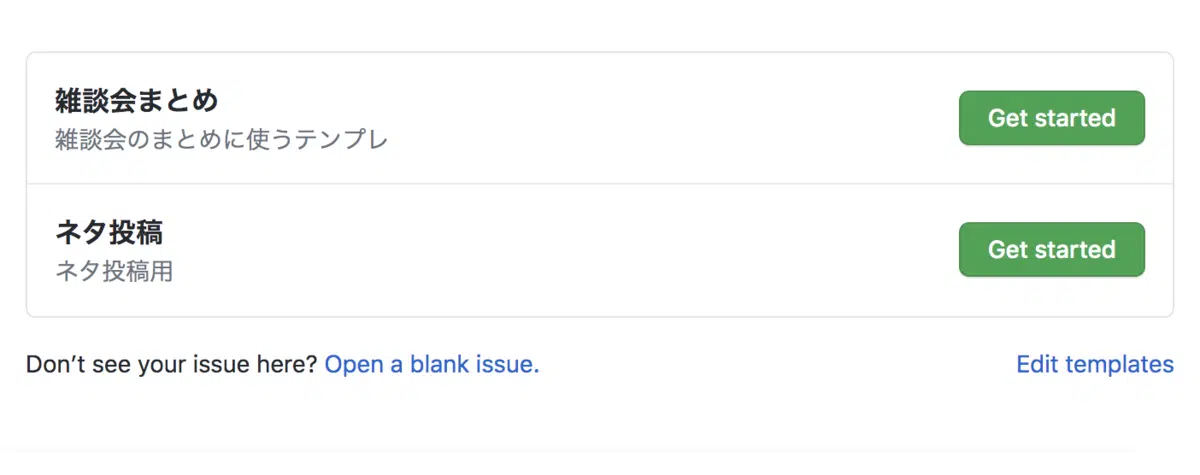 雑談会まとめ
雑談会のまとめに使うテンプレ
Get started
ネタ投稿
ネタ投稿用
Get started
Don’t see your issue here? Open a blank issue.
Edit templates